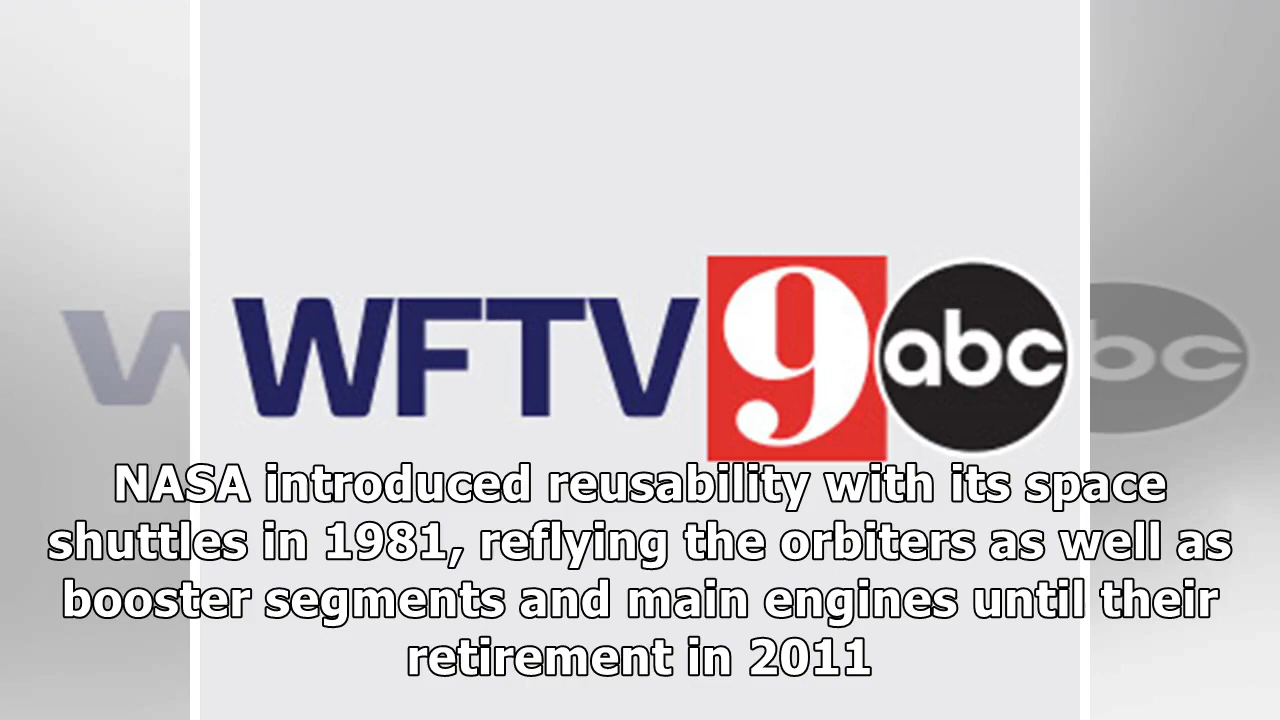 WFTV 9 abc
NASA introduced reusability with its space
shuttles in 1981, reflying the orbiters as well as
booster segments and main engines until their
retirement in 2011